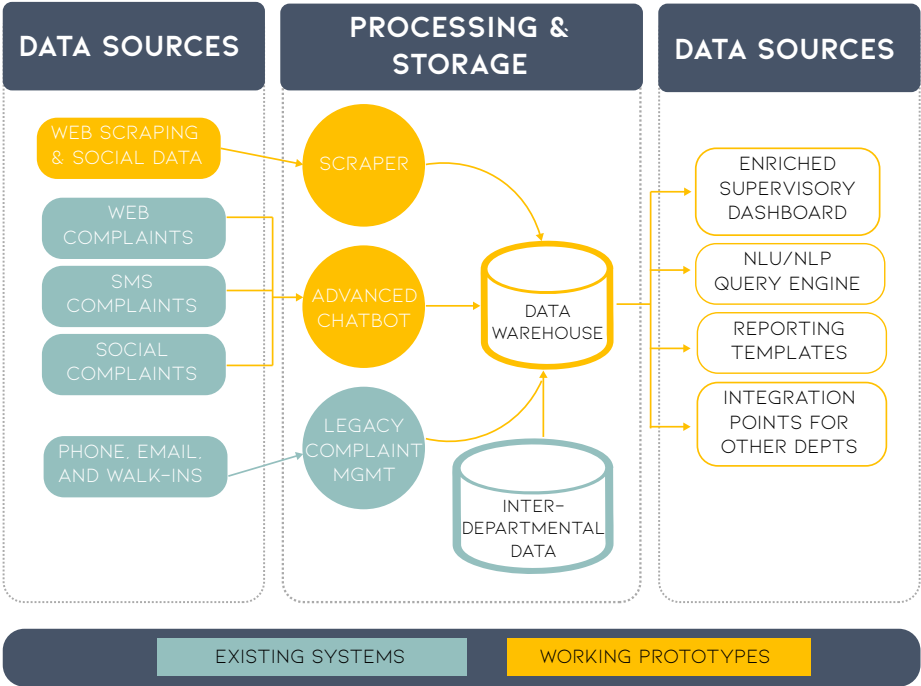 DATA SOURCES
WEB SCRAPING
& SOCIAL DATA
WEB
COMPLAINTS
SMS
COMPLAINTS
SOCIAL
COMPLAINTS
PHONE, EMAIL,
AND WALK-INS
PROCESSING &
STORAGE
SCRAPER
ADVANCED
CHATBOT
LEGACY
COMPLAINT
MGMT
DATA
WAREHOUSE
INTER-
DEPARTMENTAL
DATA
DATA SOURCES
ENRICHED
SUPERVISORY
DASHBOARD
NLU/NLP
QUERY ENGINE
REPORTING
TEMPLATES
INTEGRATION
POINTS FOR
OTHER DEPTS
EXISTING SYSTEMS
WORKING PROTOTYPES